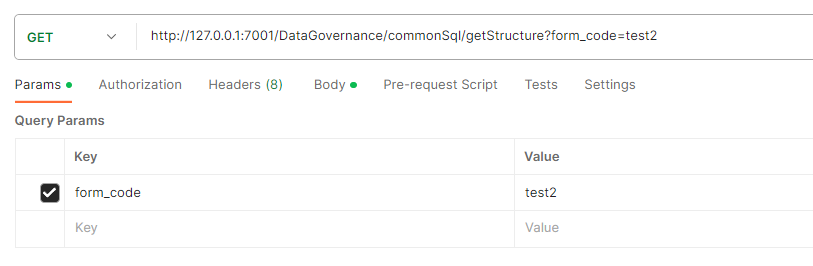 GET http://127.0.0.1:7001/DataGovernance/commonSql/getStructure?form_code=test2
Params Authorization Headers (8) Body Pre-request Script Tests Settings
Query Params
Key Value
form_code test2
Key Value